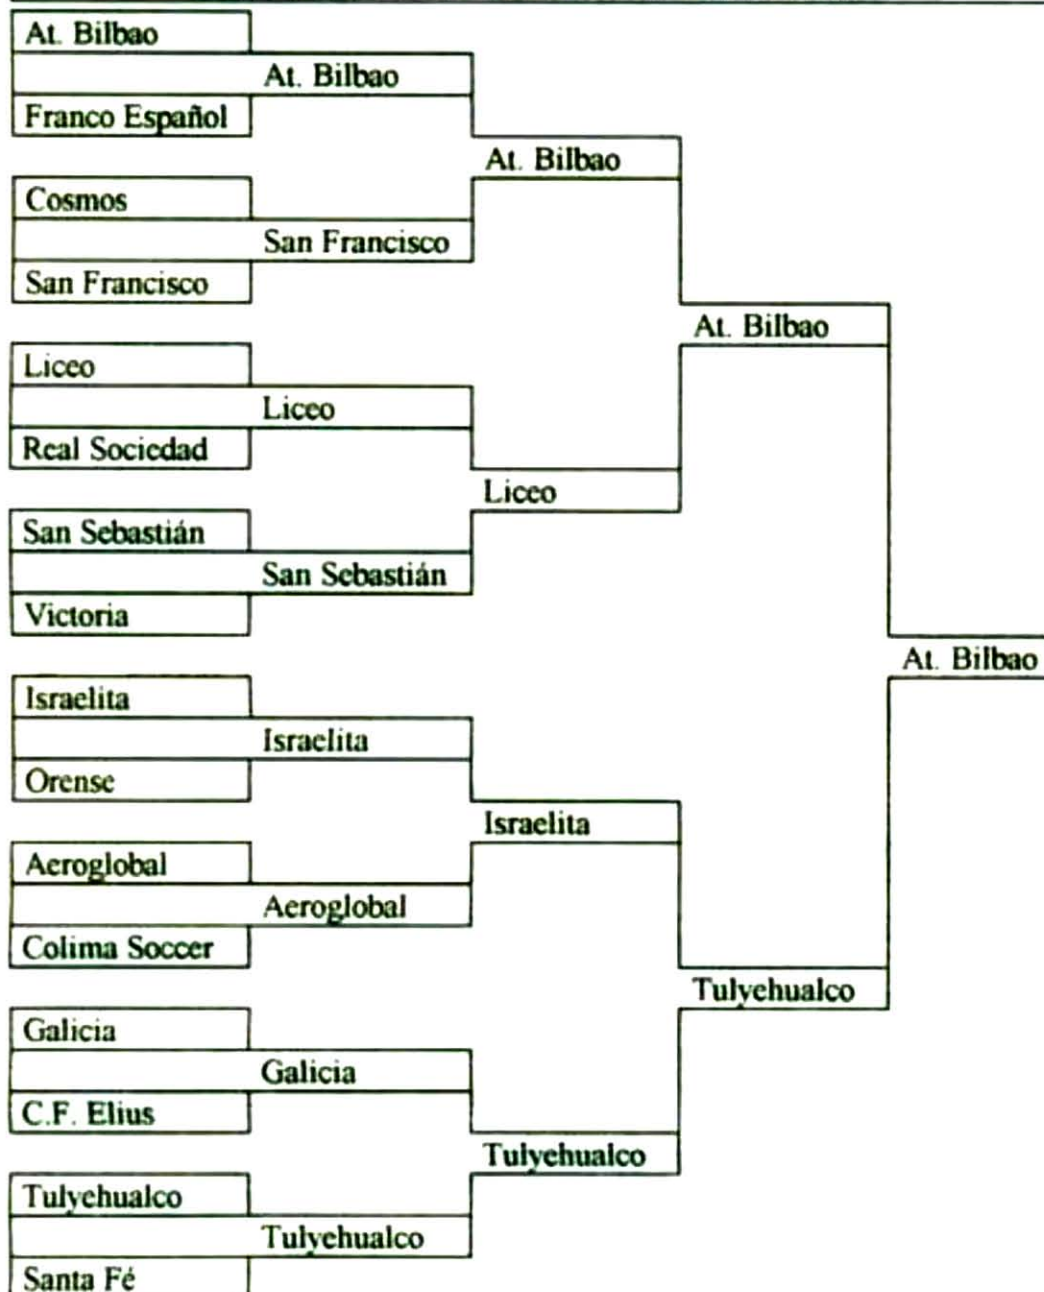 At. Bilbao
At. Bilbao
Franco Español
At. Bilbao
Cosmos
San Francisco
San Francisco
At. Bilbao
Liceo
Liceo
Real Sociedad
Liceo
San Sebastián
San Sebastián
Victoria
At. Bilbao
Israelita
Israelita
Orense
Israelita
Aeroglobal
Aeroglobal
Colima Soccer
Tulyehualco
Galicia
Galicia
C.F. Elius
Tulyehualco
Tulyehualco
Tulyehualco
Santa Fé